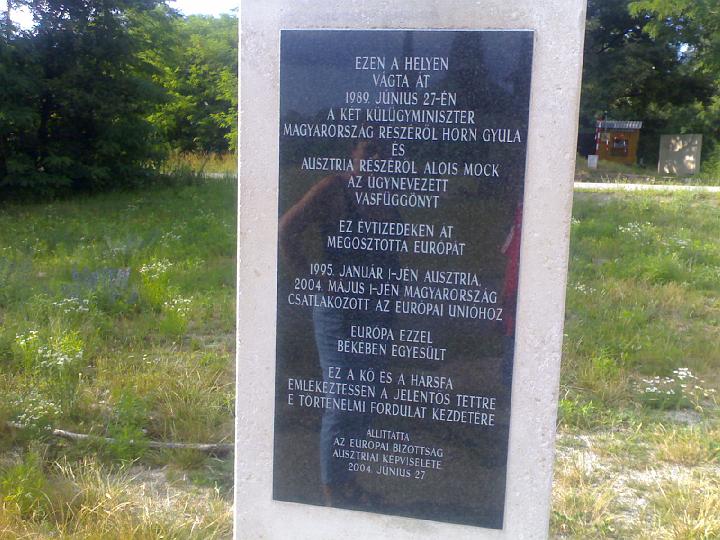 EZEN A HELYEN
VÁGTA ÁT
1989. JÚNIUS 27-ÉN
A KÉT KÜLÜGYMINISZTER
MAGYARORSZÁG RÉSZÉRŐL HORN GYULA
ÉS
AUSZTRIA RÉSZÉRŐL ALOIS MOCK
AZ ÚGYNEVEZETT
VASFÜGGÖNYT
EZ ÉVTIZEDEKEN ÁT
MEGOSZTOTTA EURÓPÁT
1995. JANUÁR 1-JÉN AUSZTRIA,
2004. MÁJUS 1-JÉN MAGYARORSZÁG
CSATLAKOZOTT AZ EURÓPAI UNIÓHOZ
EURÓPA EZZEL
BÉKÉBEN EGYESÜLT
EZ A KŐ ÉS A HÁRSFA
EMLÉKEZTESSEN A JELENTŐS TETTRE
E TÖRTÉNELMI FORDULAT KEZDETÉRE
ÁLLÍTTATTA
AZ EURÓPAI BIZOTTSÁG
AUSZTRIAI KÉPVISELETE
2004. JÚNIUS 27